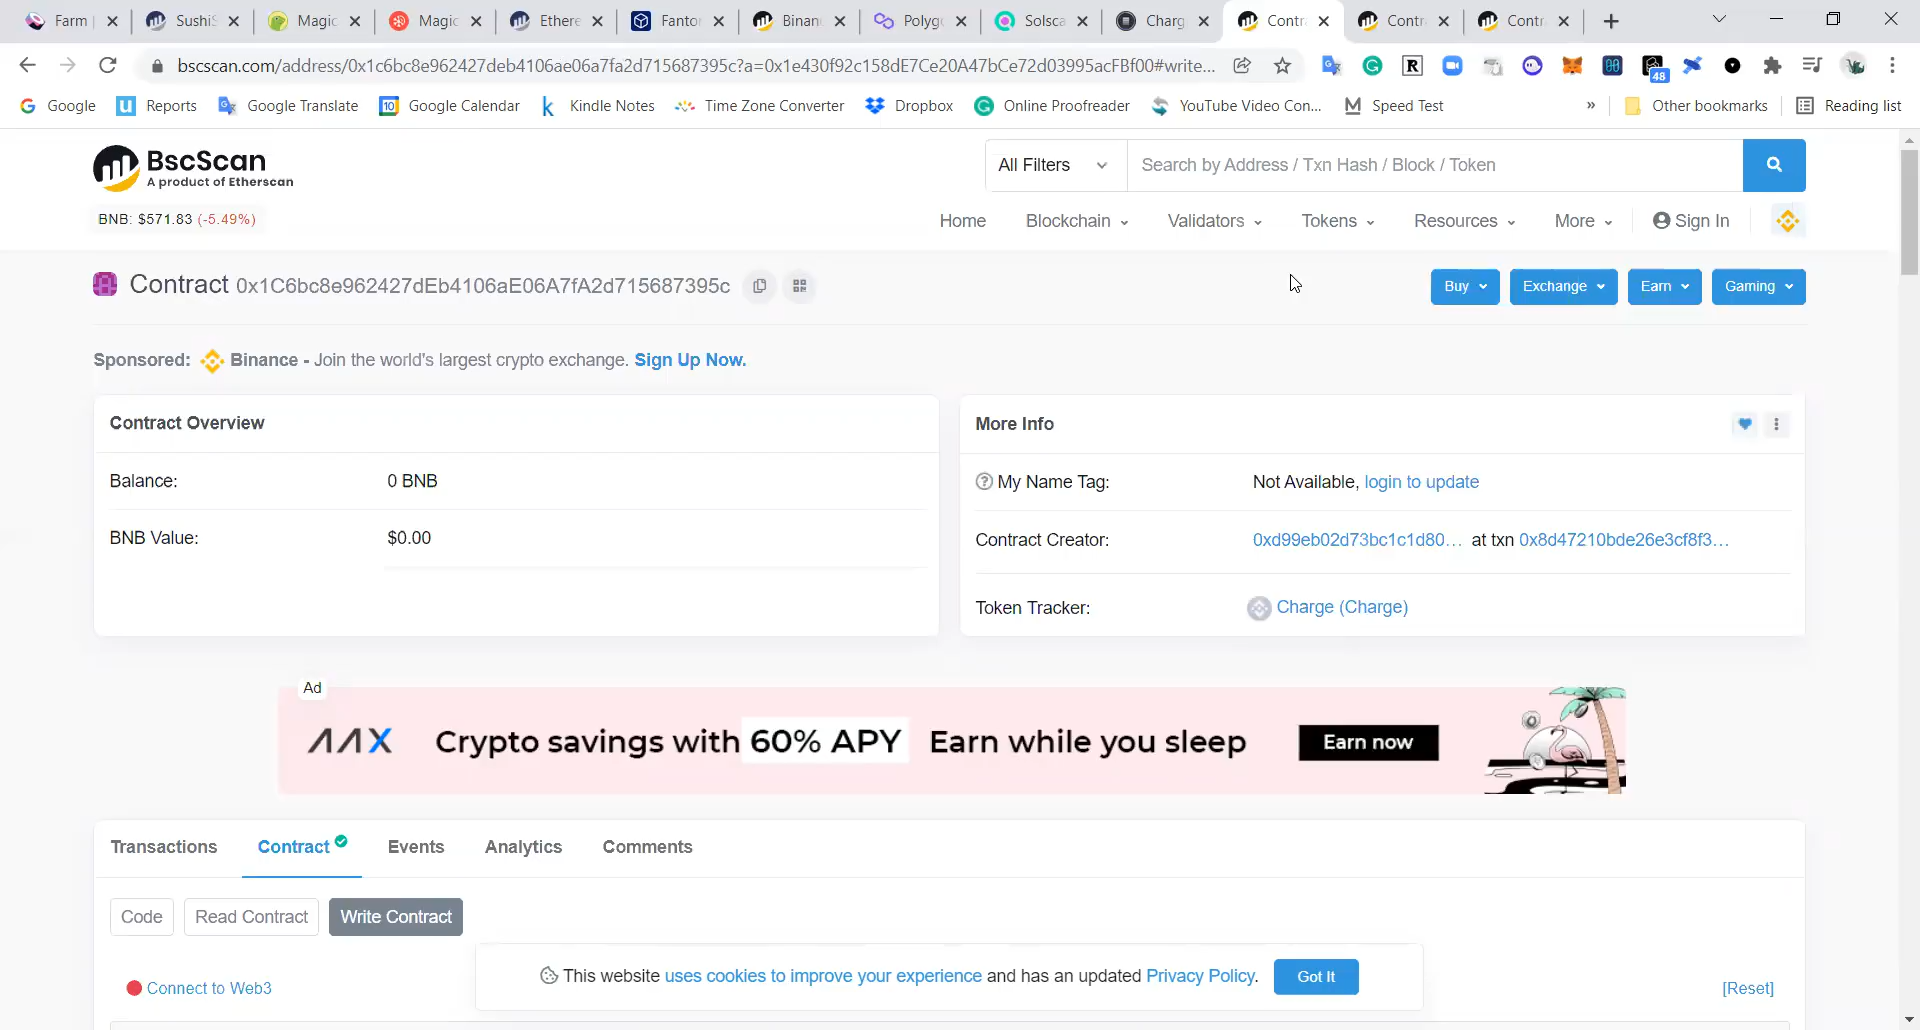 Farm
SushiS
Magic
Magic
Ethere
Fantor
Binan
Polyg
Solsca
Charg
Contra
Contr
Contr
bscscan.com/address/0x1c6bc8e962427deb4106ae06a7fa2d715687395c?a=0x1e430f92c158dE7Ce20A47bCe72d03995acFBf00#write...
48
Google
Reports
Google Translate
10 Google Calendar
Kindle Notes
Time Zone Converter
Dropbox
Online Proofreader
YouTube Video Con...
Speed Test
»
Other bookmarks
Reading list
BscScan
A product of Etherscan
All Filters
Search by Address / Txn Hash / Block / Token
BNB: $571.83 (-5.49%)
Home
Blockchain
Validators
Tokens
Resources
More
Sign In
Contract 0x1C6bc8e962427dEb4106aE06A7fA2d715687395c
Buy
Exchange
Earn
Gaming
Sponsored: Binance - Join the world's largest crypto exchange. Sign Up Now.
Contract Overview
Balance: 0 BNB
BNB Value: $0.00
More Info
My Name Tag: Not Available, login to update
Contract Creator: 0xd99eb02d73bc1c1d80... at txn 0x8d47210bde26e3cf8f3...
Token Tracker: Charge (Charge)
Ad
AAX Crypto savings with 60% APY Earn while you sleep Earn now
Transactions
Contract
Events
Analytics
Comments
Code
Read Contract
Write Contract
This website uses cookies to improve your experience and has an updated Privacy Policy. Got It
Connect to Web3
[Reset]